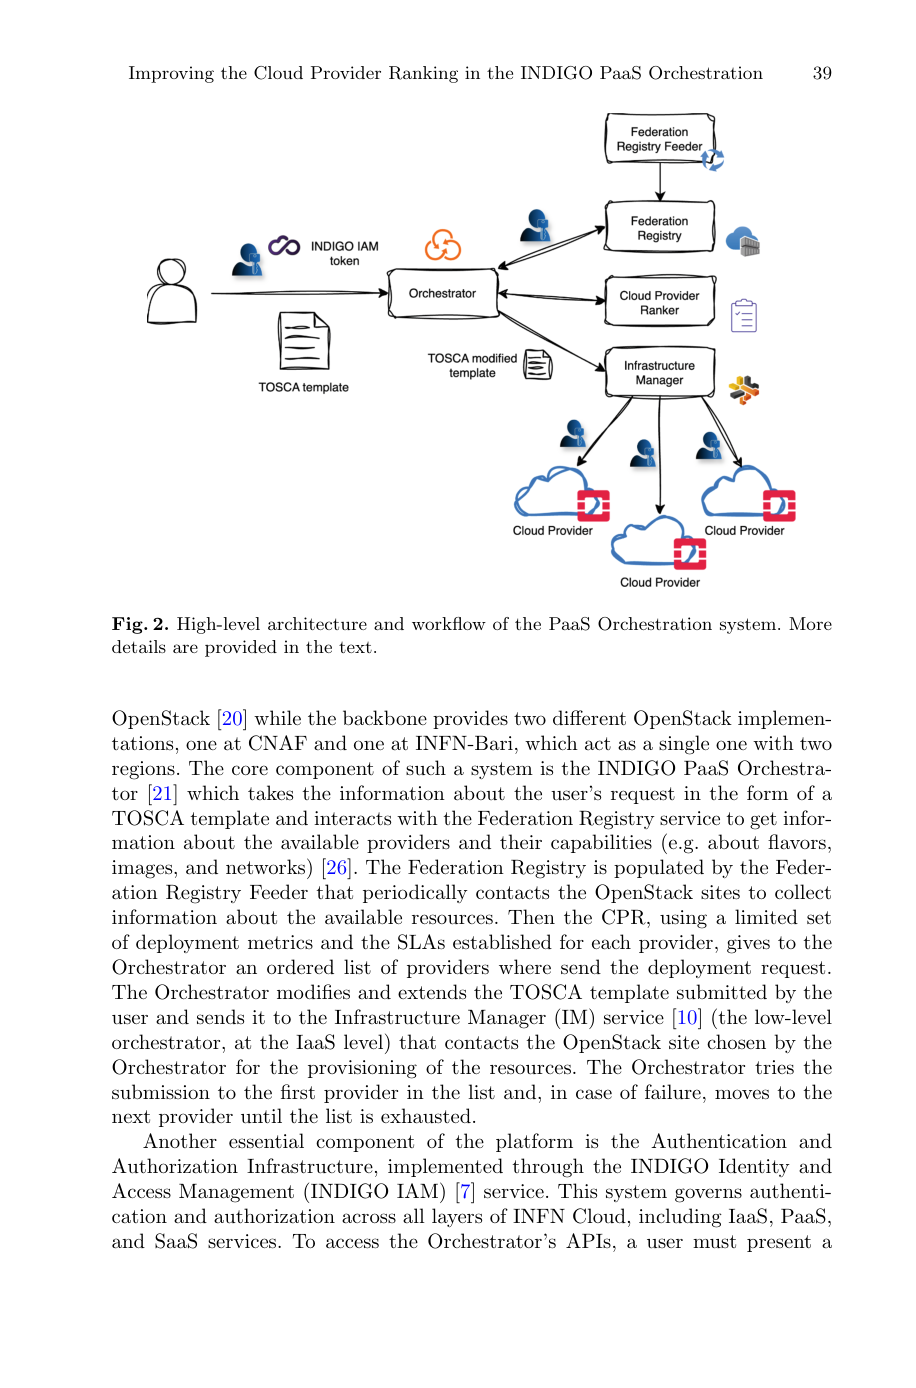 Improving the Cloud Provider Ranking in the INDIGO PaaS Orchestration 39
Federation
Registry Feeder
Federation
Registry
INDIGO IAM
token
Orchestrator
Cloud Provider
Ranker
TOSCA modified
template
Infrastructure
Manager
TOSCA template
Cloud Provider
Cloud Provider
Cloud Provider
Fig. 2. High-level architecture and workflow of the PaaS Orchestration system. More
details are provided in the text.
OpenStack [20] while the backbone provides two different OpenStack implemen-
tations, one at CNAF and one at INFN-Bari, which act as a single one with two
regions. The core component of such a system is the INDIGO PaaS Orchestra-
tor [21] which takes the information about the user's request in the form of a
TOSCA template and interacts with the Federation Registry service to get infor-
mation about the available providers and their capabilities (e.g. about flavors,
images, and networks) [26]. The Federation Registry is populated by the Feder-
ation Registry Feeder that periodically contacts the OpenStack sites to collect
information about the available resources. Then the CPR, using a limited set
of deployment metrics and the SLAs established for each provider, gives to the
Orchestrator an ordered list of providers where send the deployment request.
The Orchestrator modifies and extends the TOSCA template submitted by the
user and sends it to the Infrastructure Manager (IM) service [10] (the low-level
orchestrator, at the IaaS level) that contacts the OpenStack site chosen by the
Orchestrator for the provisioning of the resources. The Orchestrator tries the
submission to the first provider in the list and, in case of failure, moves to the
next provider until the list is exhausted.
Another essential component of the platform is the Authentication and
Authorization Infrastructure, implemented through the INDIGO Identity and
Access Management (INDIGO IAM) [7] service. This system governs authenti-
cation and authorization across all layers of INFN Cloud, including IaaS, PaaS,
and SaaS services. To access the Orchestrator's APIs, a user must present a